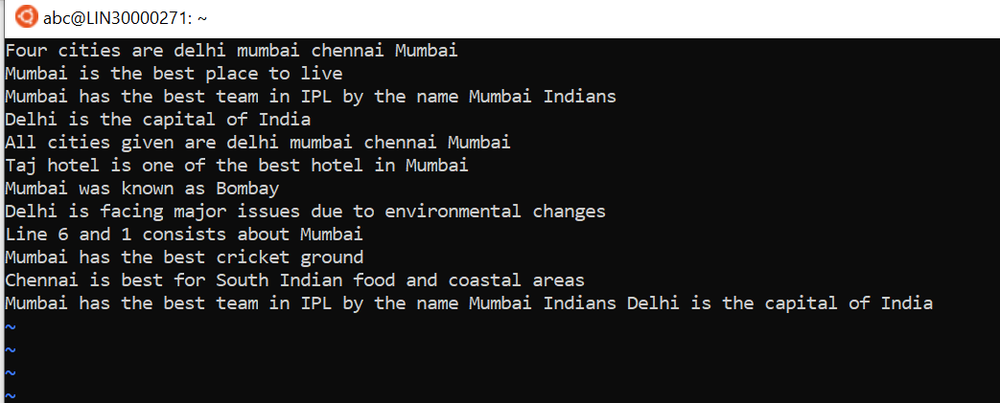 abc@LIN30000271: ~
Four cities are delhi mumbai chennai Mumbai
Mumbai is the best place to live
Mumbai has the best team in IPL by the name Mumbai Indians
Delhi is the capital of India
All cities given are delhi mumbai chennai Mumbai
Taj hotel is one of the best hotel in Mumbai
Mumbai was known as Bombay
Delhi is facing major issues due to environmental changes
Line 6 and 1 consists about Mumbai
Mumbai has the best cricket ground
Chennai is best for South Indian food and coastal areas
Mumbai has the best team in IPL by the name Mumbai Indians Delhi is the capital of India
~
~
~
~